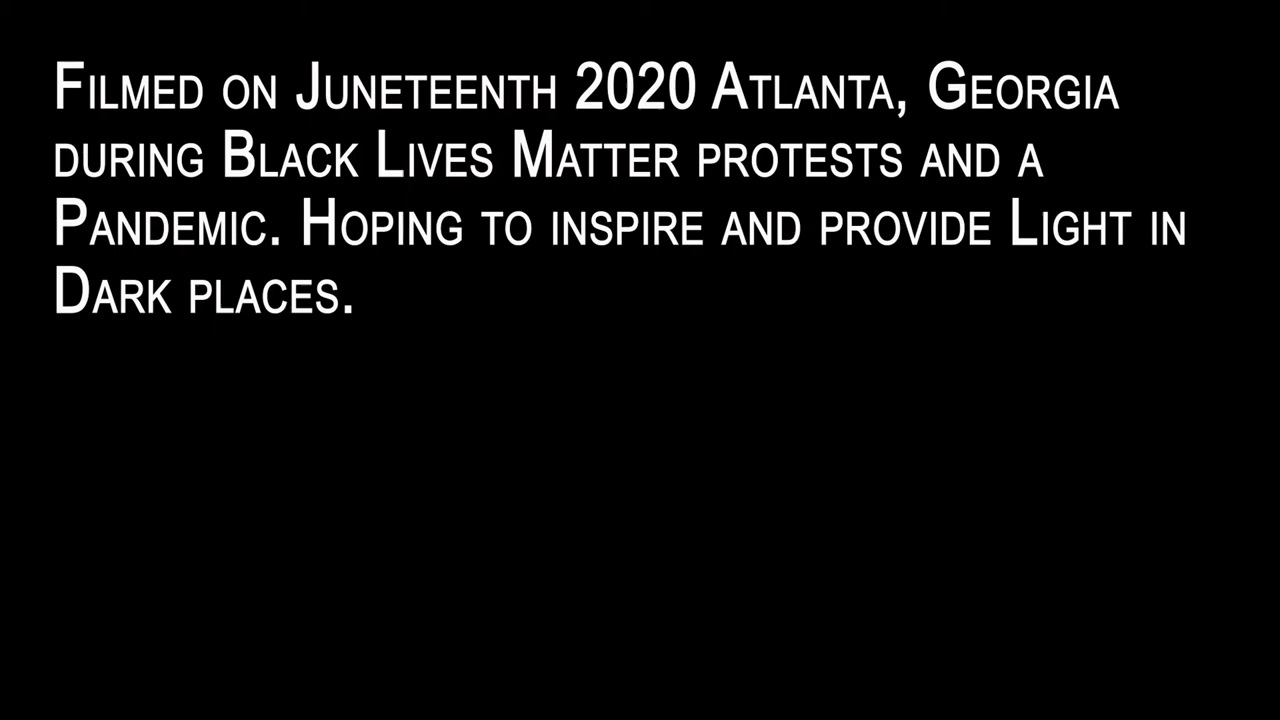 Filmed on Juneteenth 2020 Atlanta, Georgia
during Black Lives Matter protests and a
Pandemic. Hoping to inspire and provide Light in
Dark places.